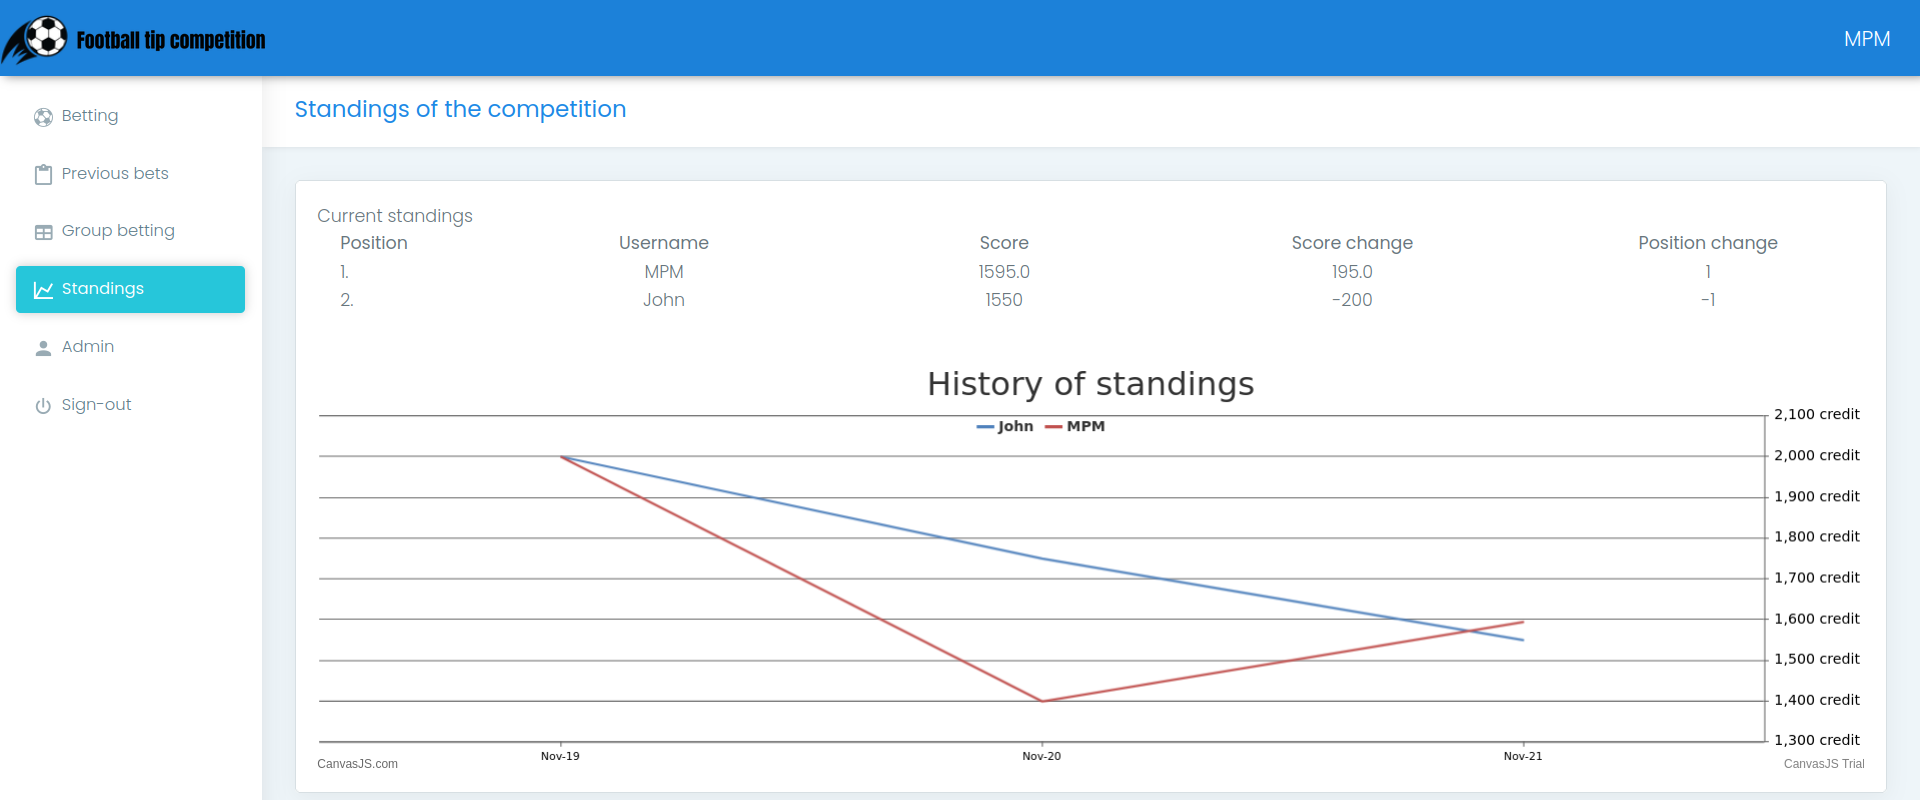 Football tip competition
MPM
Betting
Previous bets
Group betting
Standings
Admin
Sign-out
Standings of the competition
Current standings
Position Username Score Score change Position change
1. MPM 1595.0 195.0 1
2. John 1550 -200 -1
History of standings
John MPM
2,100 credit
2,000 credit
1,900 credit
1,800 credit
1,700 credit
1,600 credit
1,500 credit
1,400 credit
1,300 credit
Nov-19 Nov-20 Nov-21
CanvasJS.com CanvasJS Trial